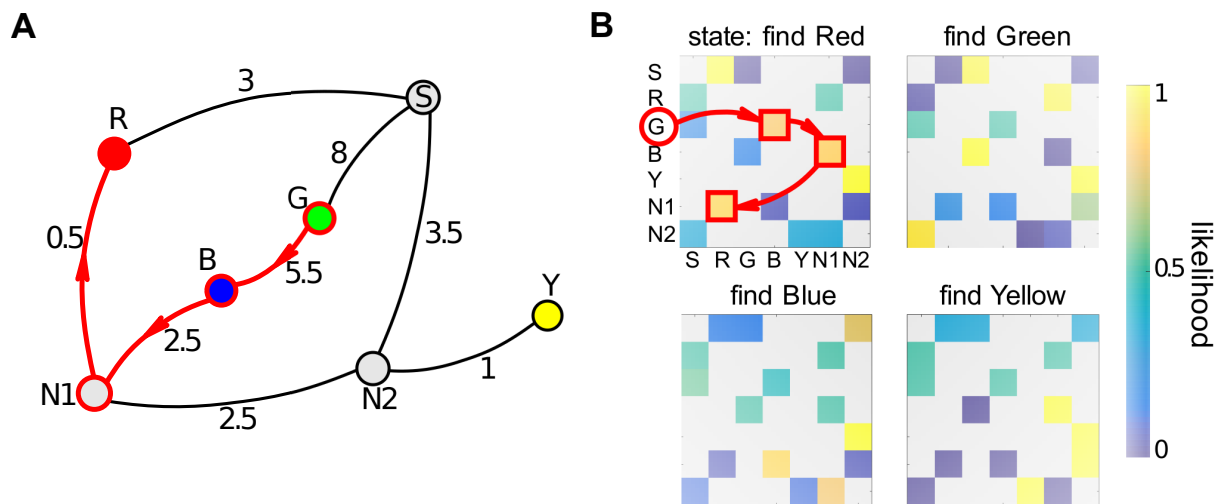 A
R
3
S
8
G
0.5
B
5.5
3.5
Y
2.5
1
N1
N2
2.5
B
state: find Red
find Green
S
R
G
B
Y
N1
N2
S R G B Y N1 N2
find Blue
find Yellow
1
0.5
0
likelihood